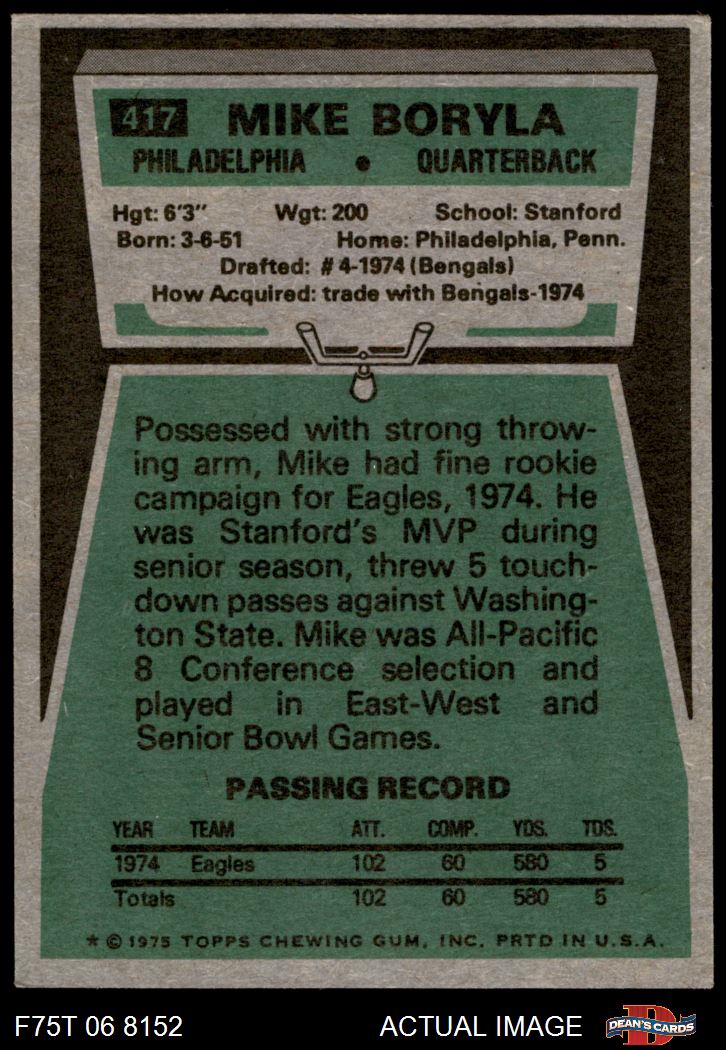 417 MIKE BORYLA
PHILADELPHIA • QUARTERBACK
Hgt: 6'3" Wgt: 200 School: Stanford
Born: 3-6-51 Home: Philadelphia, Penn.
Drafted: #4-1974 (Bengals)
How Acquired: trade with Bengals-1974
Possessed with strong throw-
ing arm, Mike had fine rookie
campaign for Eagles, 1974. He
was Stanford's MVP during
senior season, threw 5 touch-
down passes against Washing-
ton State. Mike was All-Pacific
8 Conference selection and
played in East-West and
Senior Bowl Games.
PASSING RECORD
YEAR TEAM ATT. COMP. YDS. TDS.
1974 Eagles 102 60 580 5
Totals 102 60 580 5
* © 1975 TOPPS CHEWING GUM, INC. PRTD IN U.S.A.
F75T 06 8152 ACTUAL IMAGE DEAN'S CARDS